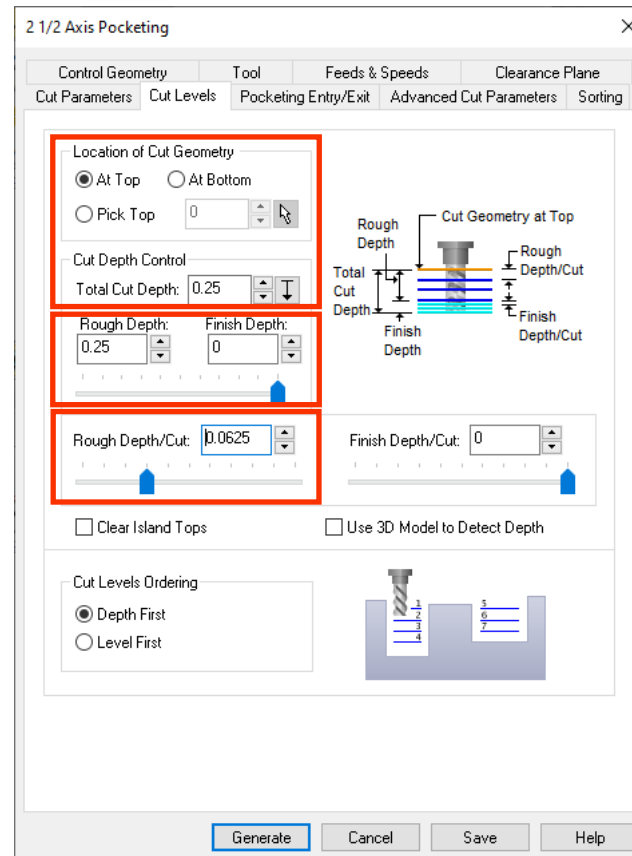 2 1/2 Axis Pocketing
Control Geometry Tool Feeds & Speeds Clearance Plane
Cut Parameters Cut Levels Pocketing Entry/Exit Advanced Cut Parameters Sorting
Location of Cut Geometry
At Top At Bottom
Pick Top 0
Cut Depth Control
Total Cut Depth: 0.25
Rough Depth: Finish Depth:
0.25 0
Rough Depth/Cut: 0.0625
Finish Depth/Cut: 0
Cut Geometry at Top
Rough
Depth
Rough
Depth/Cut
Total
Cut
Depth
Finish
Depth
Finish
Depth/Cut
Clear Island Tops
Use 3D Model to Detect Depth
Cut Levels Ordering
Depth First
Level First
1
2
3
4
5
6
7
Generate Cancel Save Help